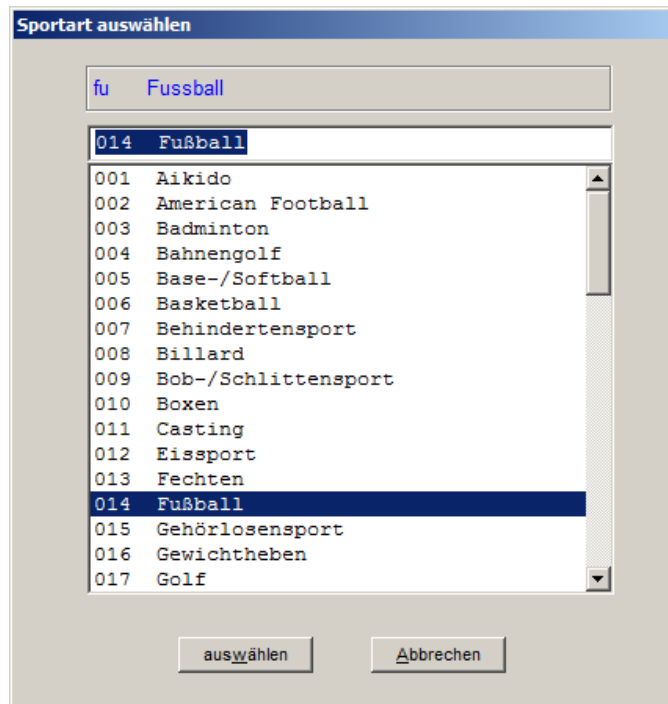 Sportart auswählen
fu Fussball
014 Fußball
001 Aikido
002 American Football
003 Badminton
004 Bahnengolf
005 Base-/Softball
006 Basketball
007 Behindertensport
008 Billard
009 Bob-/Schlittensport
010 Boxen
011 Casting
012 Eissport
013 Fechten
014 Fußball
015 Gehörlosensport
016 Gewichtheben
017 Golf
auswählen Abbrechen